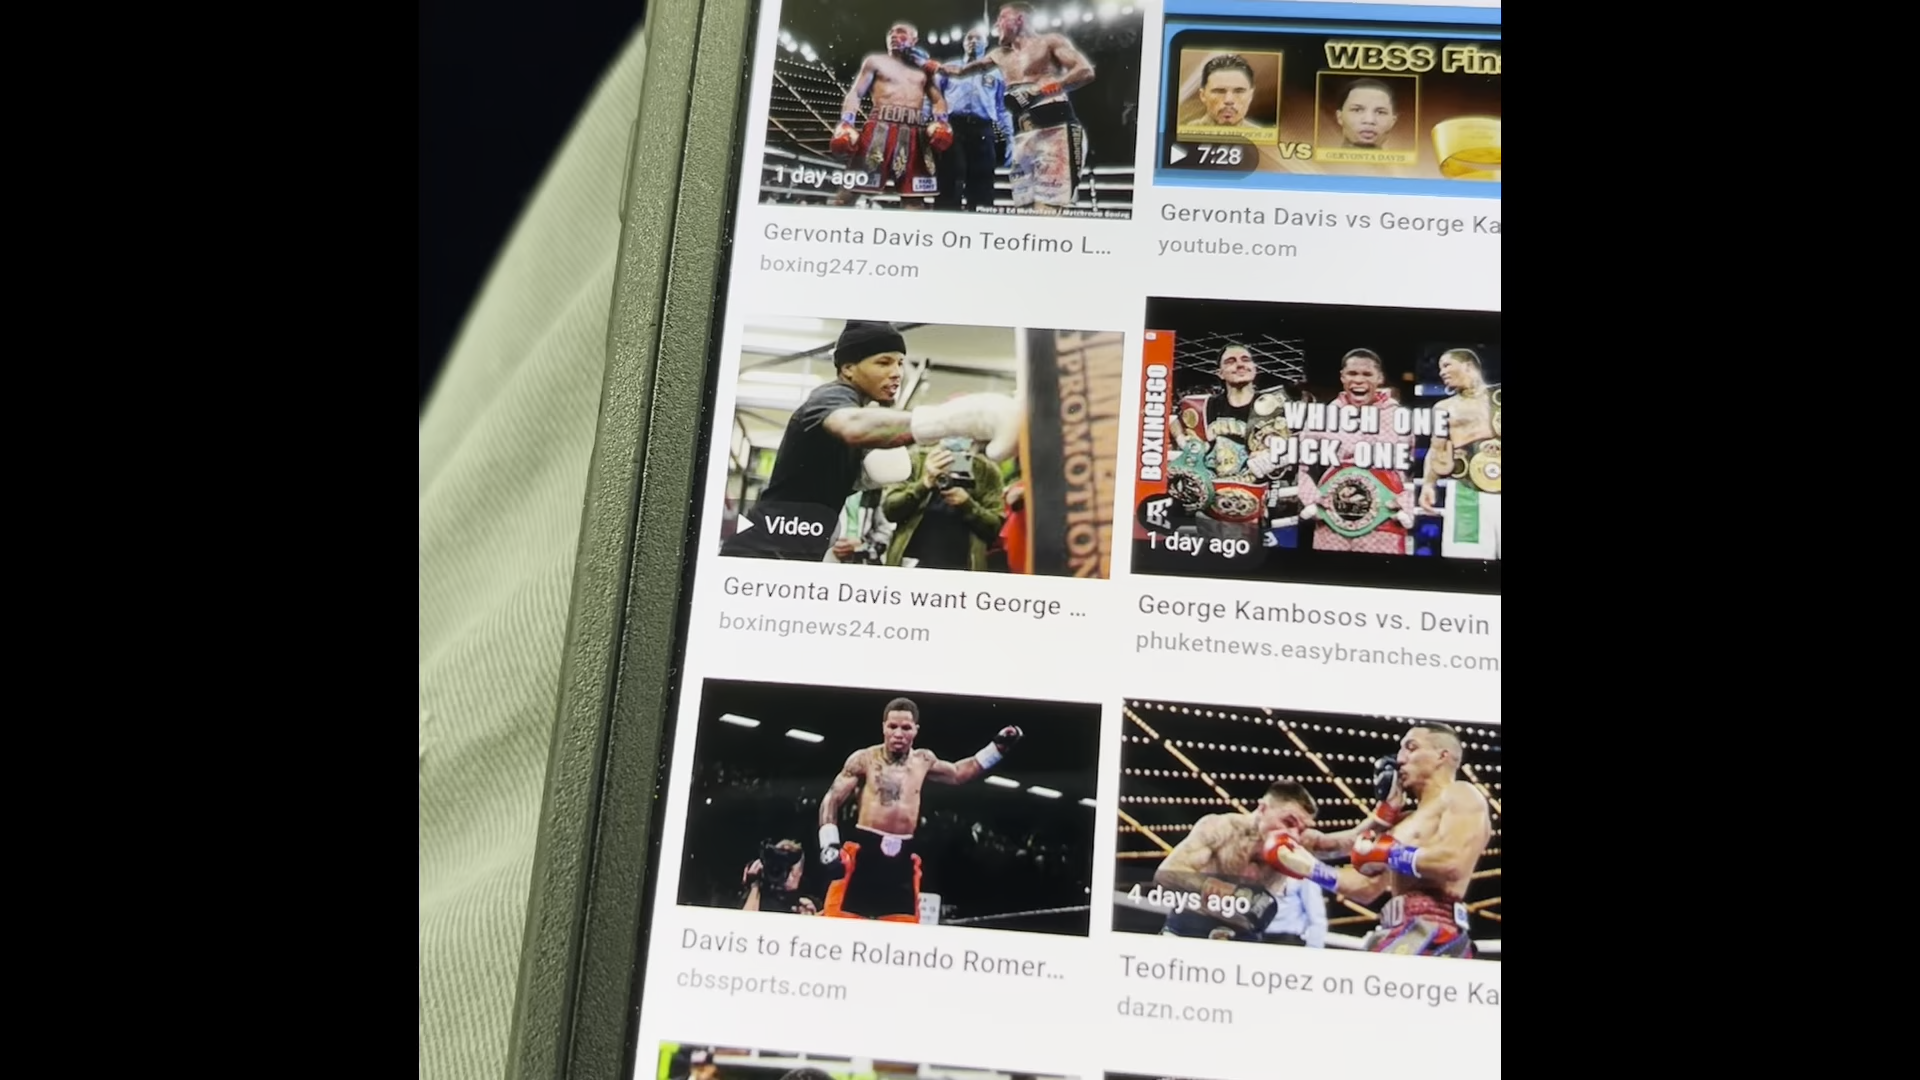 TEOFIMO
1 day ago
Gervonta Davis On Teofimo L...
boxing247.com
WBSS Fin
VS
GERVONTA DAVIS
7:28
Gervonta Davis vs George Ka
youtube.com
PROMOTION
Video
Gervonta Davis want George ...
boxingnews24.com
BOXINGEGO
WHICH ONE
PICK ONE
1 day ago
George Kambosos vs. Devin
phuketnews.easybranches.com
Davis to face Rolando Romer...
cbssports.com
4 days ago
Teofimo Lopez on George Ka
dazn.com